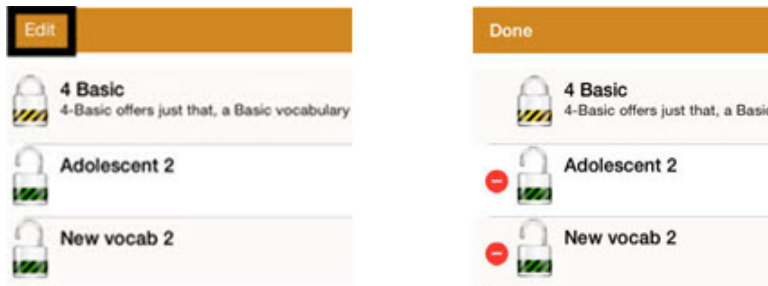 Edit
4 Basic
4-Basic offers just that, a Basic vocabulary
Adolescent 2
New vocab 2
Done
4 Basic
4-Basic offers just that, a Basic
Adolescent 2
New vocab 2